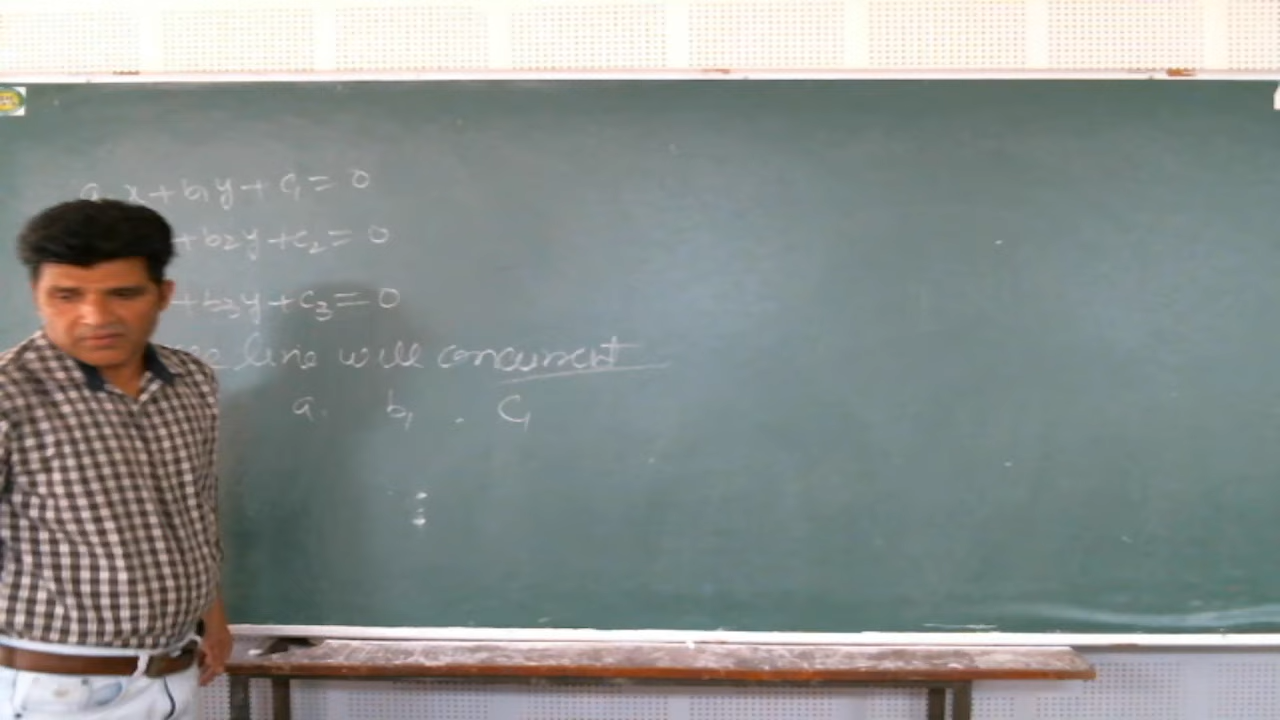 a₁x + b₁y + c₁ = 0
+ b₂y + c₂ = 0
+ b₃y + c₃ = 0
line will concurrent
a₁ b₁ . C₁